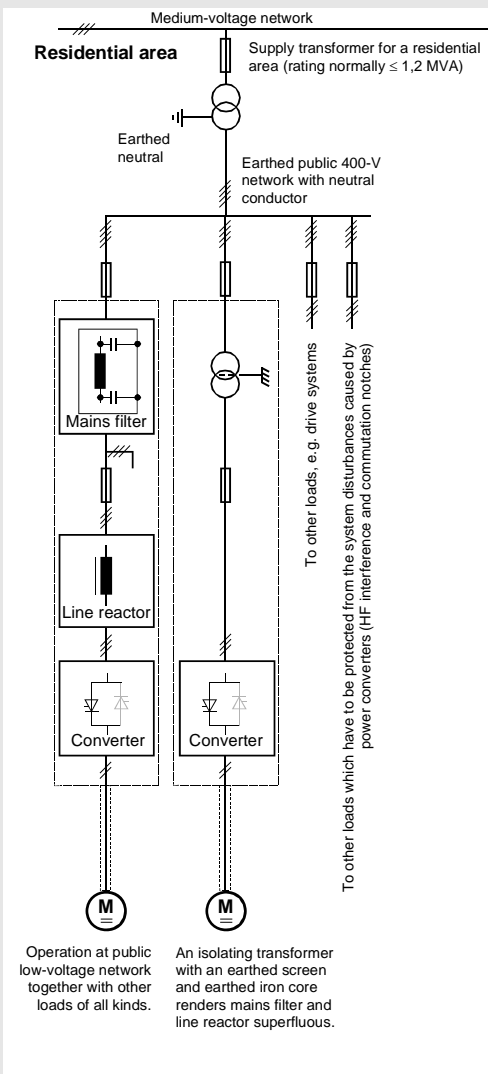 Medium-voltage network
Residential area
Supply transformer for a residential
area (rating normally ≤ 1,2 MVA)
Earthed
neutral
Earthed public 400-V
network with neutral
conductor
Mains filter
Line reactor
Converter
Converter
To other loads, e.g. drive systems
To other loads which have to be protected from the system disturbances caused by
power converters (HF interference and commutation notches)
M
M
Operation at public
low-voltage network
together with other
loads of all kinds.
An isolating transformer
with an earthed screen
and earthed iron core
renders mains filter and
line reactor superfluous.